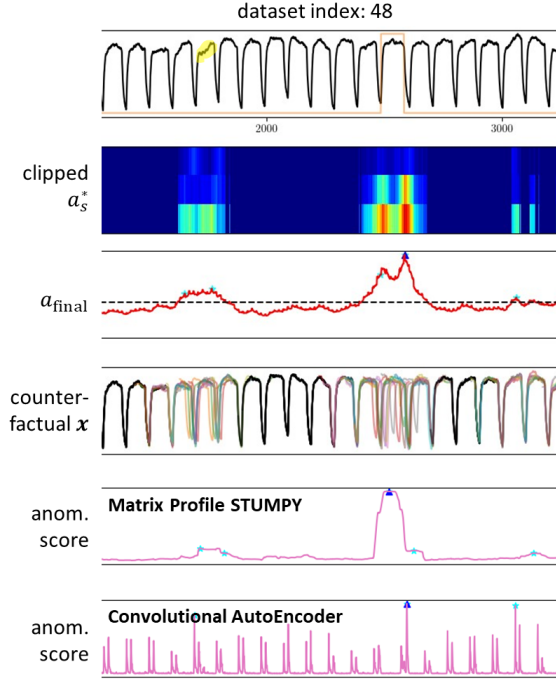 dataset index: 48
2000
3000
clipped
a*s
afinal
counter-
factual x
Matrix Profile STUMPY
anom.
score
Convolutional AutoEncoder
anom.
score